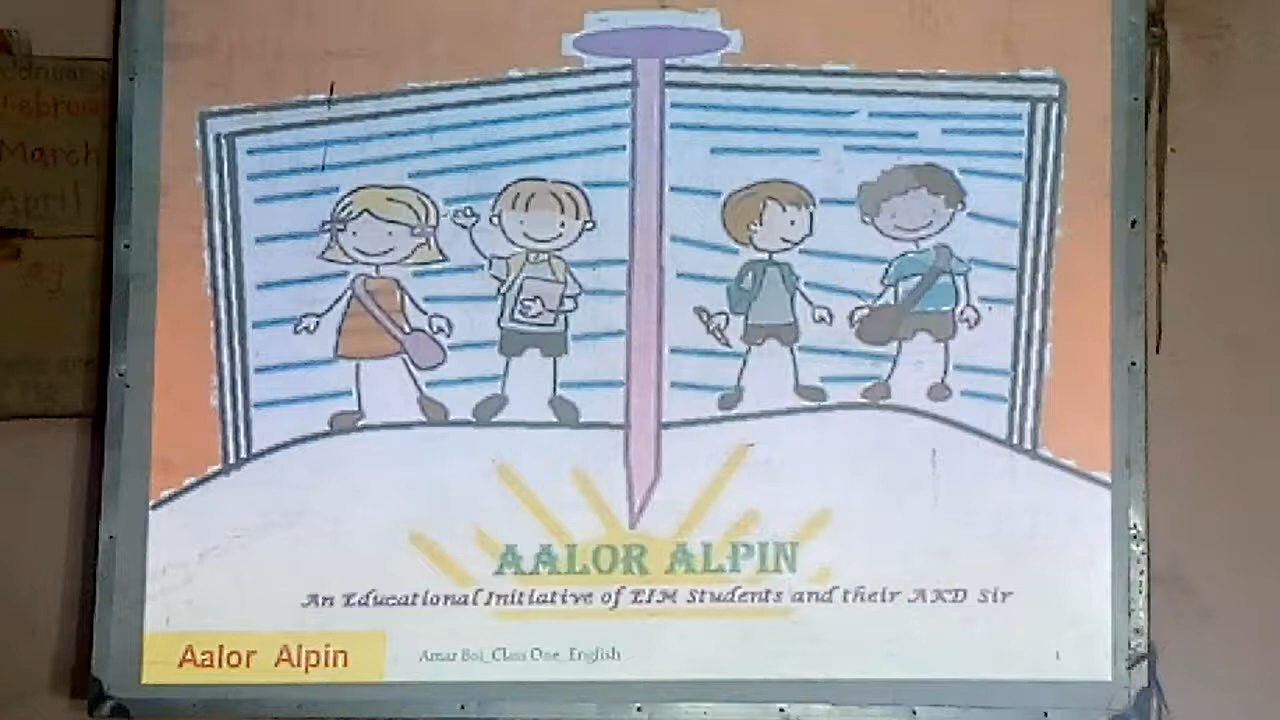 March
April
AALOR ALPIN
An Educational Initiative of EIM Students and their AKD Sir
Aalor Alpin
Amar Boi_Class One_English
1